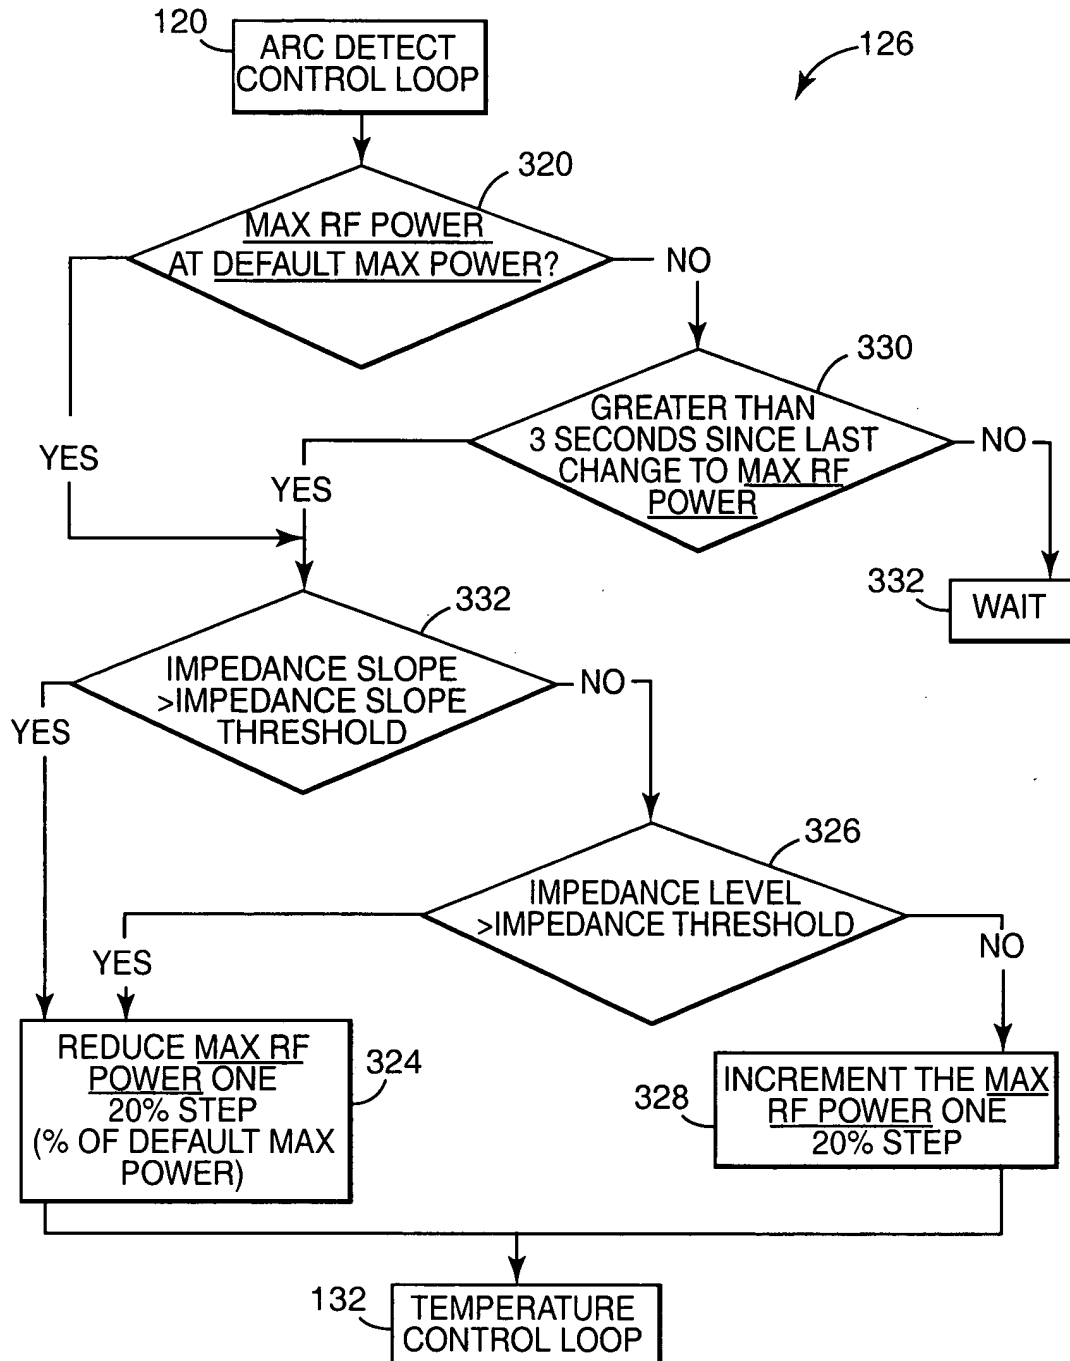 120
ARC DETECT
CONTROL LOOP
126
320
MAX RF POWER
AT DEFAULT MAX POWER?
NO
330
GREATER THAN
3 SECONDS SINCE LAST
CHANGE TO MAX RF
POWER
NO
YES
YES
332
WAIT
332
IMPEDANCE SLOPE
>IMPEDANCE SLOPE
THRESHOLD
NO
YES
326
IMPEDANCE LEVEL
>IMPEDANCE THRESHOLD
YES
NO
REDUCE MAX RF
POWER ONE
20% STEP
(% OF DEFAULT MAX
POWER)
324
328
INCREMENT THE MAX
RF POWER ONE
20% STEP
132
TEMPERATURE
CONTROL LOOP